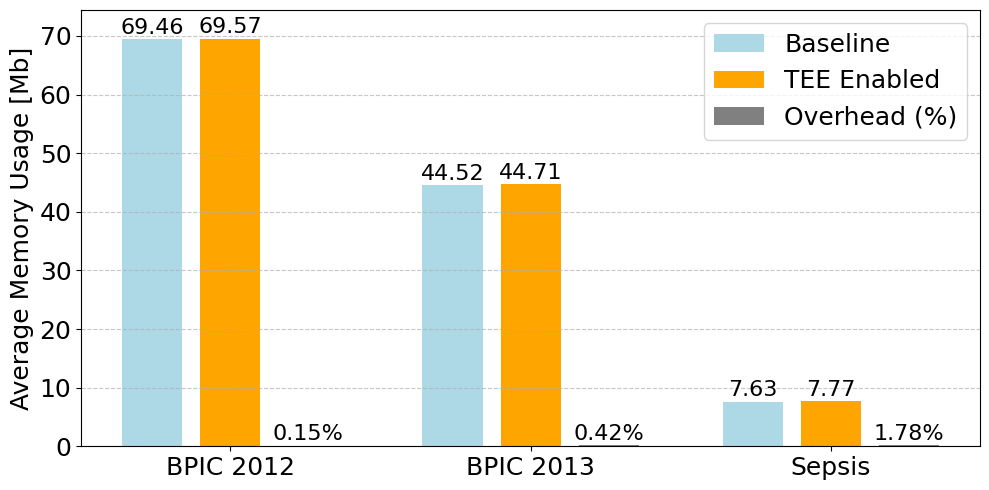 Average Memory Usage [Mb]
70
60
50
40
30
20
10
0
69.46
69.57
0.15%
44.52
44.71
0.42%
7.63
7.77
1.78%
BPIC 2012
BPIC 2013
Sepsis
Baseline
TEE Enabled
Overhead (%)